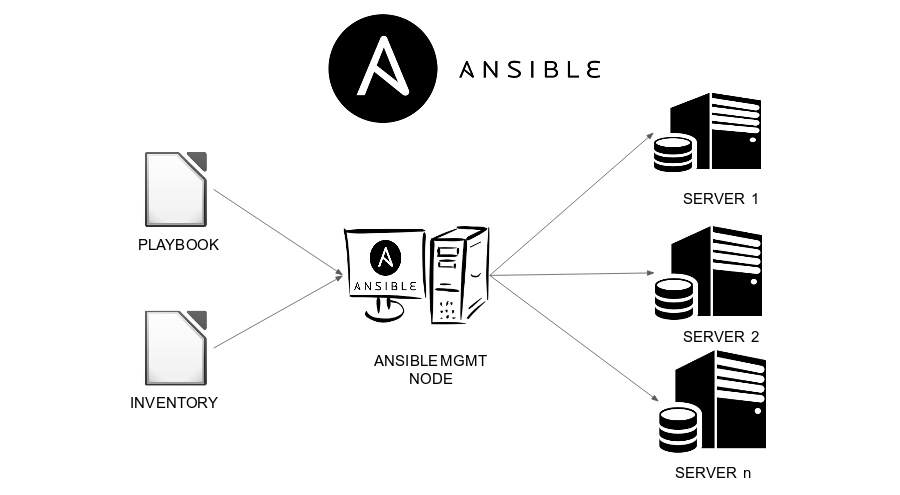 ANSIBLE
PLAYBOOK
INVENTORY
ANSIBLE
ANSIBLE MGMT
NODE
SERVER 1
SERVER 2
SERVER n